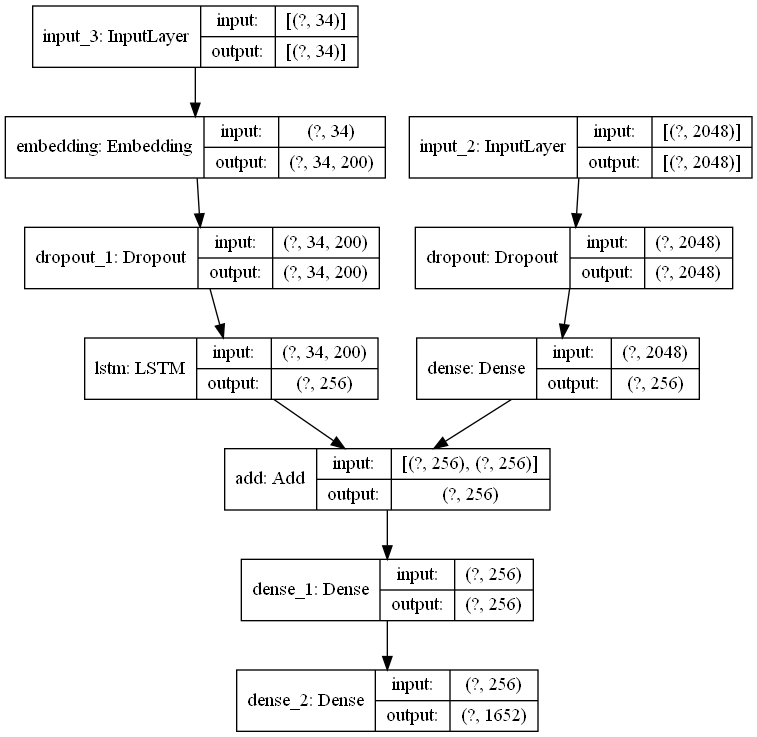 input_3: InputLayer
input: [(?, 34)]
output: [(?, 34)]
embedding: Embedding
input: (?, 34)
output: (?, 34, 200)
input_2: InputLayer
input: [(?, 2048)]
output: [(?, 2048)]
dropout_1: Dropout
input: (?, 34, 200)
output: (?, 34, 200)
dropout: Dropout
input: (?, 2048)
output: (?, 2048)
lstm: LSTM
input: (?, 34, 200)
output: (?, 256)
dense: Dense
input: (?, 2048)
output: (?, 256)
add: Add
input: [(?, 256), (?, 256)]
output: (?, 256)
dense_1: Dense
input: (?, 256)
output: (?, 256)
dense_2: Dense
input: (?, 256)
output: (?, 1652)